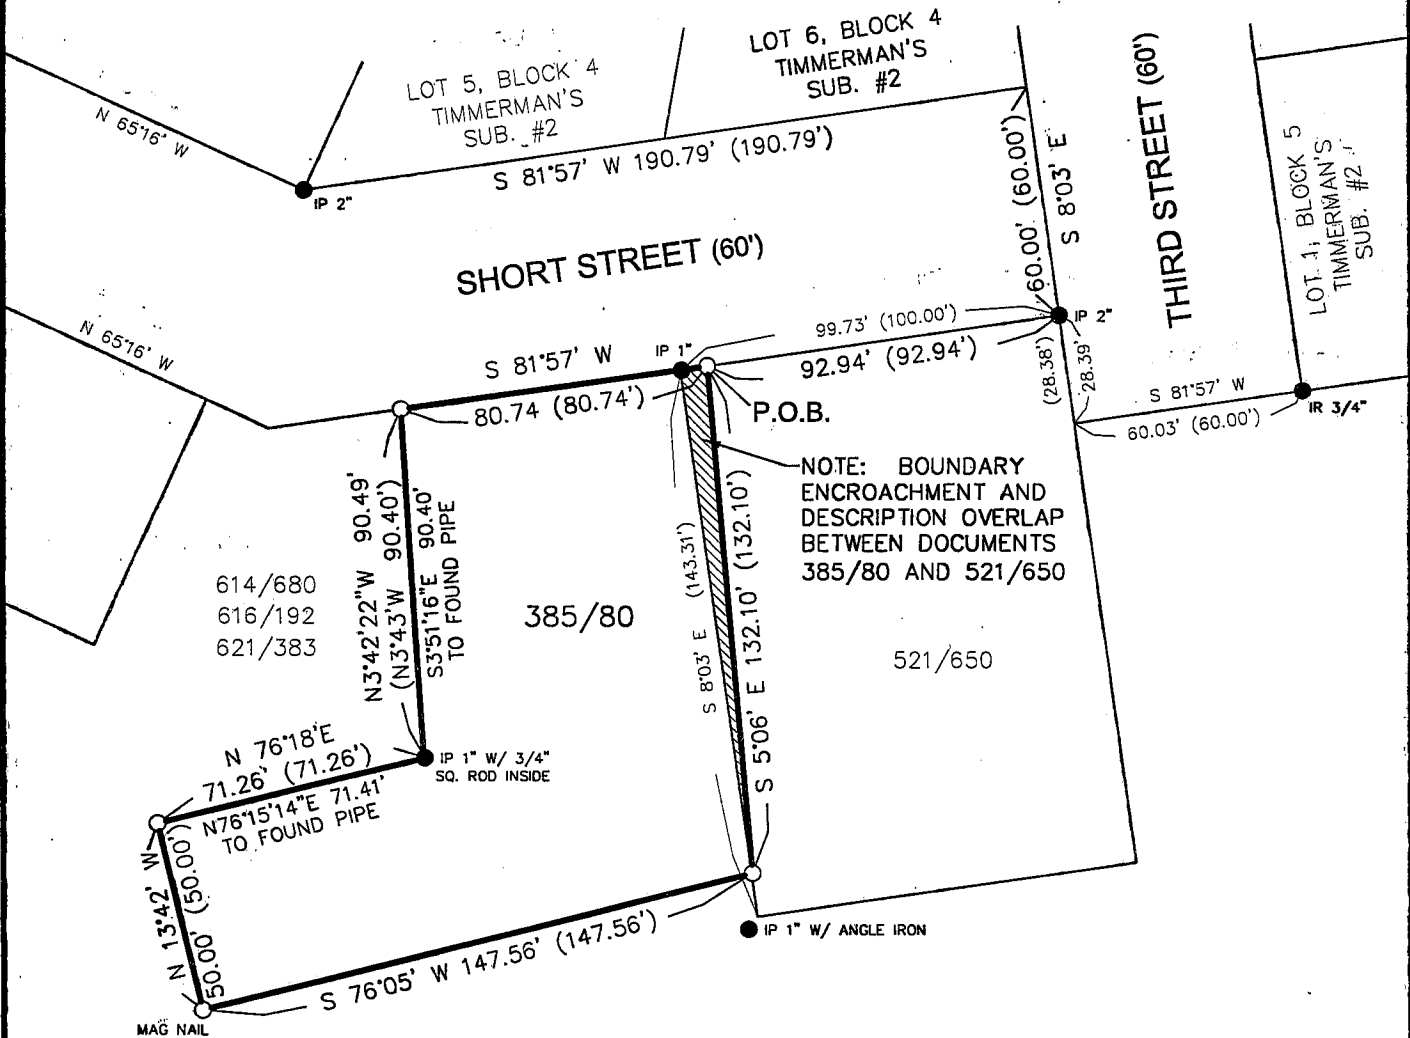 LOT 6, BLOCK 4
TIMMERMAN'S
SUB. #2
LOT 5, BLOCK 4
TIMMERMAN'S
SUB. #2
N 65°16' W
IP 2"
S 81°57' W 190.79' (190.79')
60.00' (60.00')
S 8°03' E
THIRD STREET (60')
LOT 1, BLOCK 5
TIMMERMAN'S
SUB. #2
SHORT STREET (60')
N 65°16' W
S 81°57' W
IP 1"
99.73' (100.00')
IP 2"
92.94' (92.94')
80.74 (80.74')
P.O.B.
(28.38')
28.39'
S 81°57' W
60.03' (60.00')
IR 3/4"
NOTE: BOUNDARY
ENCROACHMENT AND
DESCRIPTION OVERLAP
BETWEEN DOCUMENTS
385/80 AND 521/650
N3°42'22"W 90.49'
(N3°43'W 90.40')
S3°51'16"E 90.40'
TO FOUND PIPE
614/680
616/192
621/383
385/80
S 8°03' E (143.31')
S 5°06' E 132.10' (132.10')
521/650
N 76°18'E
71.26' (71.26')
N76°15'14"E 71.41'
TO FOUND PIPE
IP 1" W/ 3/4"
SQ. ROD INSIDE
N 13°42' W
50.00' (50.00')
S 76°05' W 147.56' (147.56')
IP 1" W/ ANGLE IRON
MAG NAIL